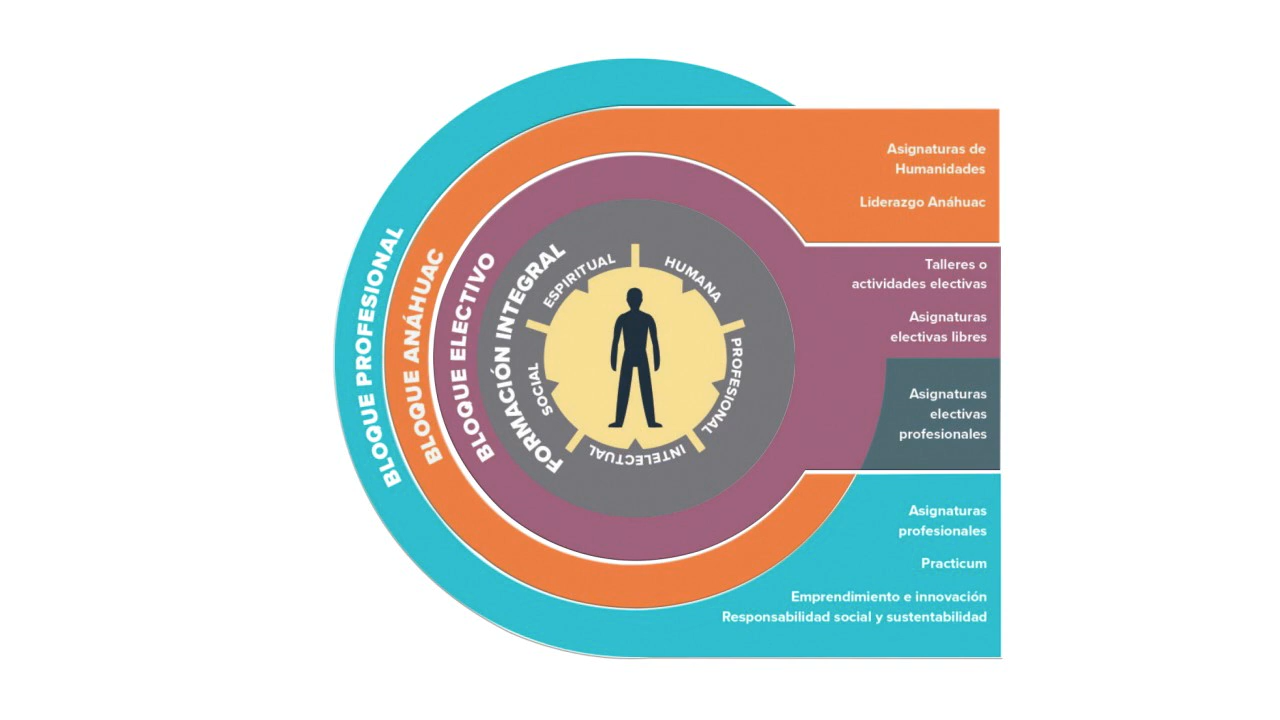 BLOQUE PROFESIONAL
BLOQUE ANÁHUAC
BLOQUE ELECTIVO
FORMACIÓN INTEGRAL
ESPIRITUAL
HUMANA
PROFESIONAL
INTELECTUAL
SOCIAL
Asignaturas de
Humanidades
Liderazgo Anáhuac
Talleres o
actividades electivas
Asignaturas
electivas libres
Asignaturas
electivas
profesionales
Asignaturas
profesionales
Practicum
Emprendimiento e innovación
Responsabilidad social y sustentabilidad